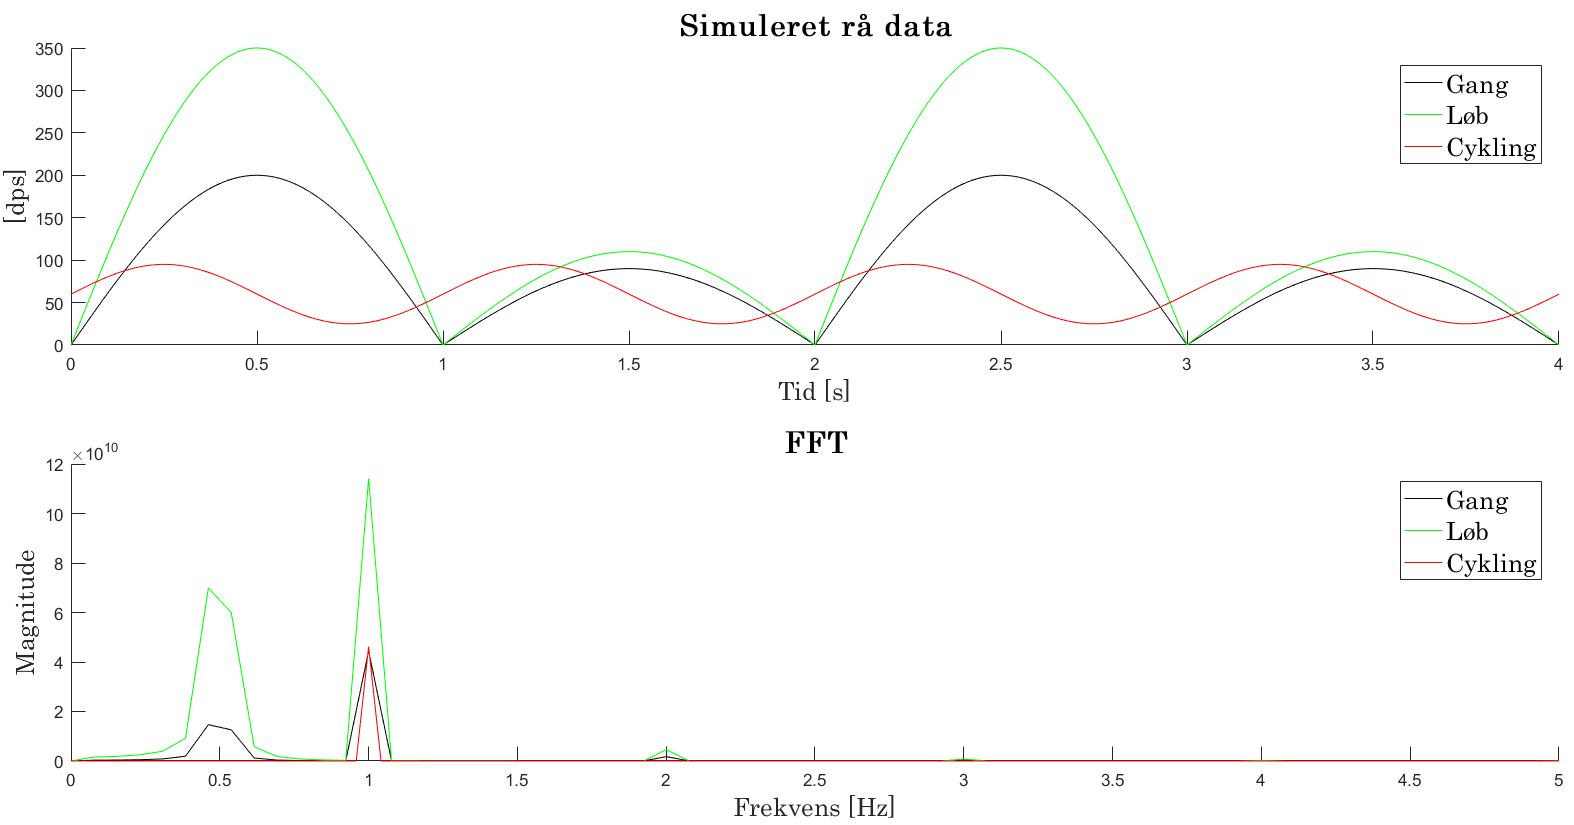 Simuleret rå data
350
300
250
200
150
100
50
0
[dps]
0 0.5 1 1.5 2 2.5 3 3.5 4
Tid [s]
Gang
Løb
Cykling
FFT
×10^10
12
10
8
6
4
2
0
Magnitude
0 0.5 1 1.5 2 2.5 3 3.5 4 4.5 5
Frekvens [Hz]
Gang
Løb
Cykling